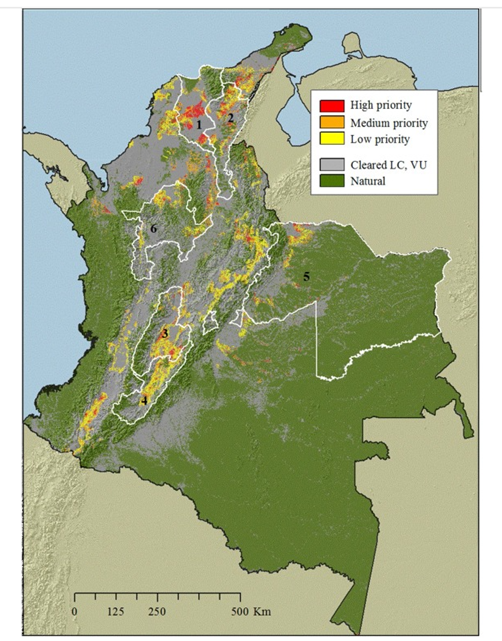 High priority
Medium priority
Low priority
Cleared LC, VU
Natural
1
2
6
5
3
4
0 125 250 500 Km